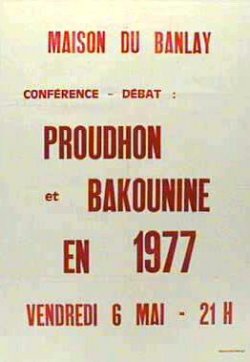 MAISON DU BANLAY
CONFÉRENCE - DÉBAT :
PROUDHON
et BAKOUNINE
EN 1977
VENDREDI 6 MAI - 21 H